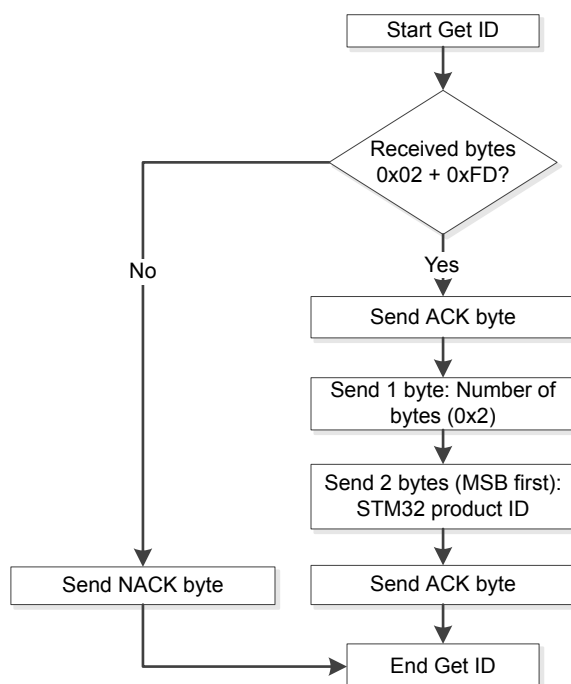 Start Get ID
Received bytes
0x02 + 0xFD?
No
Yes
Send ACK byte
Send 1 byte: Number of
bytes (0x2)
Send 2 bytes (MSB first):
STM32 product ID
Send NACK byte
Send ACK byte
End Get ID